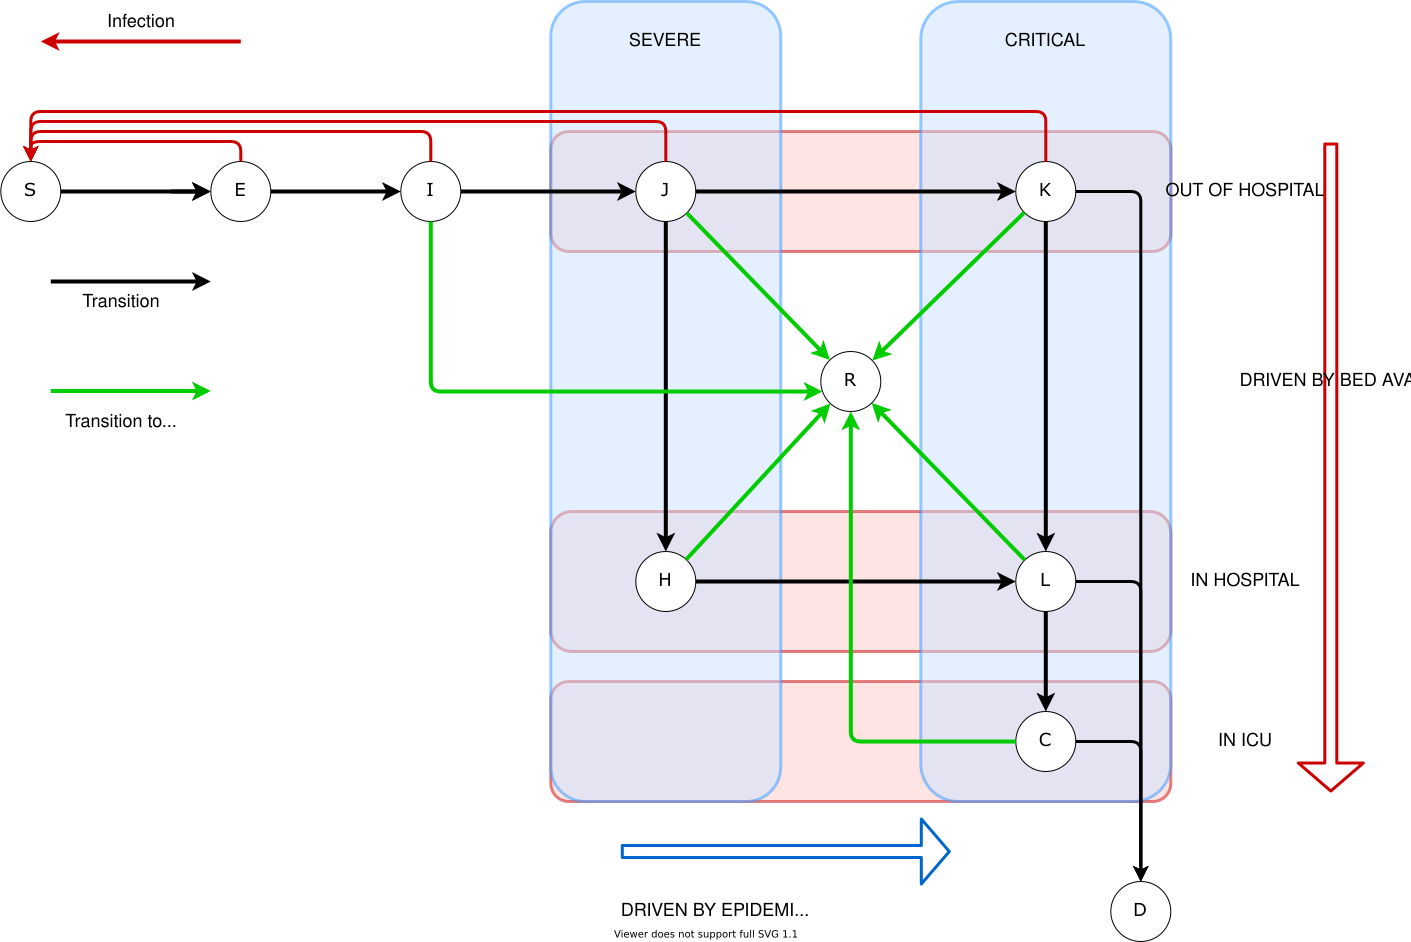 Infection
SEVERE
CRITICAL
S
E
I
J
K
OUT OF HOSPITAL
Transition
R
DRIVEN BY BED AVA
Transition to...
H
L
IN HOSPITAL
C
IN ICU
DRIVEN BY EPIDEMI...
D
Viewer does not support full SVG 1.1